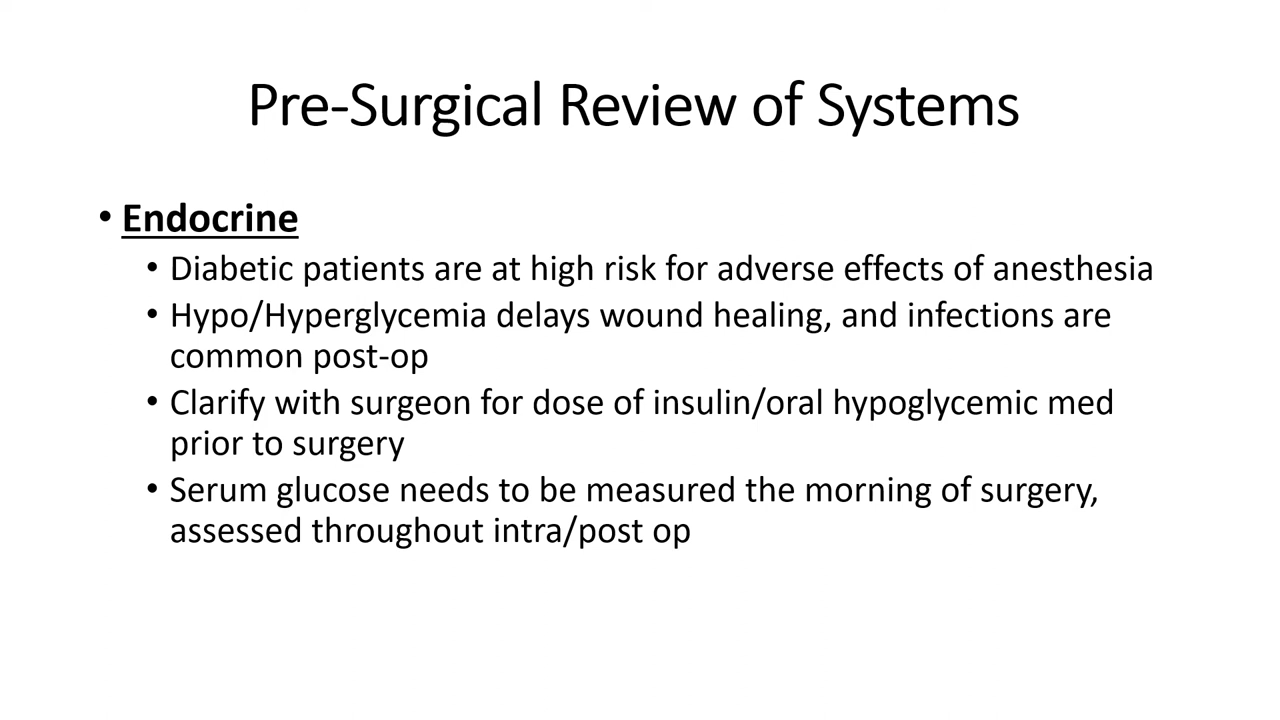 Pre-Surgical Review of Systems
• Endocrine
• Diabetic patients are at high risk for adverse effects of anesthesia
• Hypo/Hyperglycemia delays wound healing, and infections are
common post-op
• Clarify with surgeon for dose of insulin/oral hypoglycemic med
prior to surgery
• Serum glucose needs to be measured the morning of surgery,
assessed throughout intra/post op